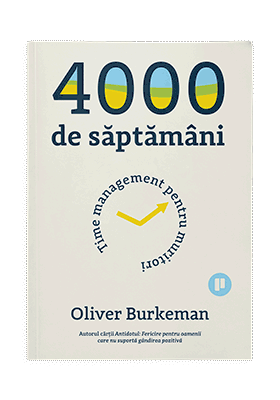 4000
de săptămâni
Time management pentru muritori
Oliver Burkeman
Autorul cărții Antidotul: Fericire pentru oamenii
care nu suportă gândirea pozitivă